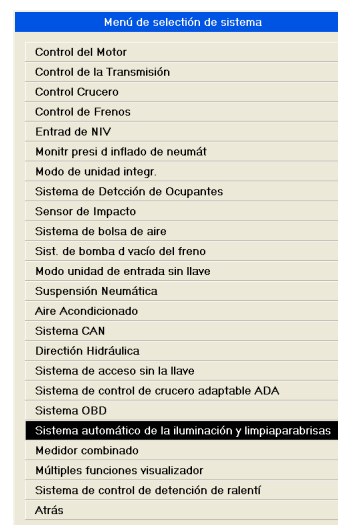 Menú de selectión de sistema
Control del Motor
Control de la Transmisión
Control Crucero
Control de Frenos
Entrad de NIV
Monitr presi d inflado de neumát
Modo de unidad integr.
Sistema de Detcción de Ocupantes
Sensor de Impacto
Sistema de bolsa de aire
Sist. de bomba d vacío del freno
Modo unidad de entrada sin llave
Suspensión Neumática
Aire Acondicionado
Sistema CAN
Directión Hidráulica
Sistema de acceso sin la llave
Sistema de control de crucero adaptable ADA
Sistema OBD
Sistema automático de la iluminación y limpiaparabrisas
Medidor combinado
Múltiples funciones visualizador
Sistema de control de detención de ralentí
Atrás